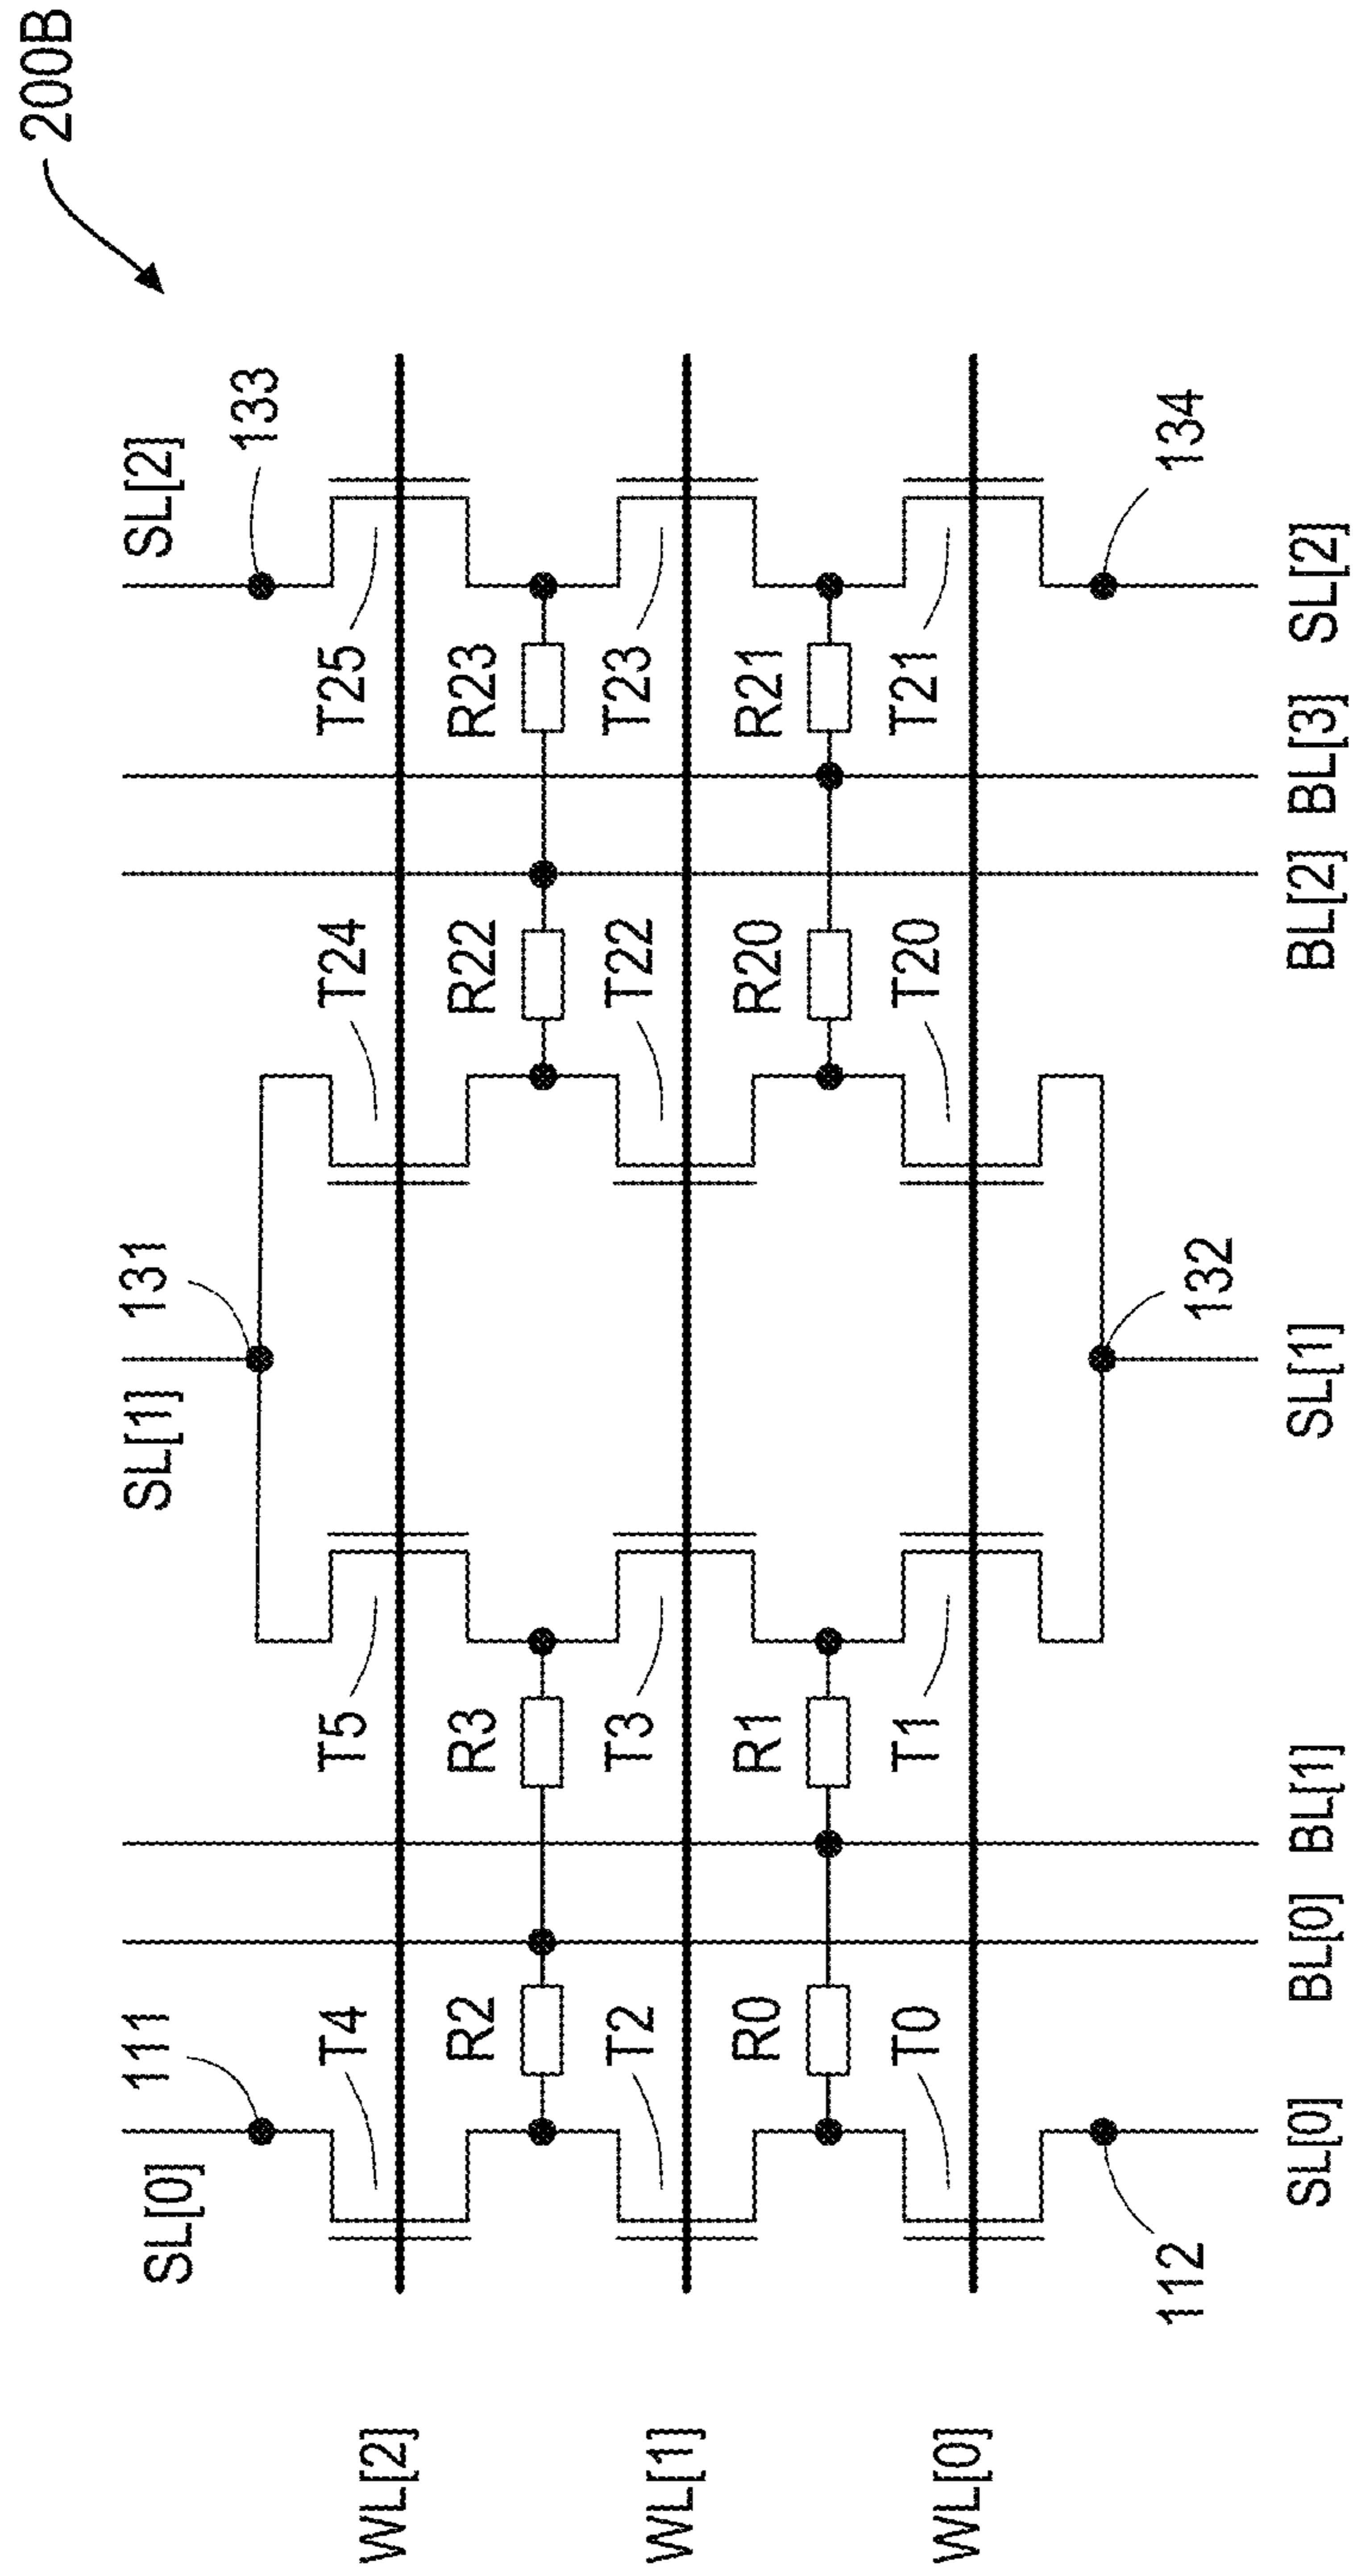 200B
SL[0]
111
SL[1]
131
SL[2]
133
WL[2]
T4
T5
T24
T25
R2
R3
R22
R23
WL[1]
T2
T3
T22
T23
R0
R1
R20
R21
WL[0]
T0
T1
T20
T21
112
132
134
SL[0]
BL[0]
BL[1]
SL[1]
BL[2]
BL[3]
SL[2]